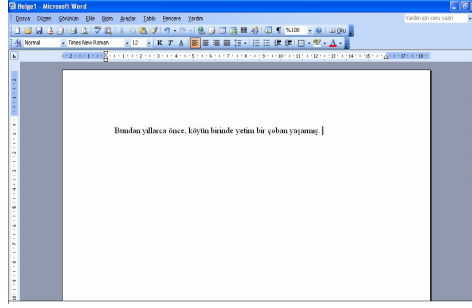 Belge1 - Microsoft Word
Dosya Düzen Görünüm Ekle Biçim Araçlar Tablo Pencere Yardım
Yardım için soru yazın
%100
Oku
Normal Times New Roman 12 K T A
Bundan yıllarca önce, köyün birinde yetim bir çoban yaşarmış.